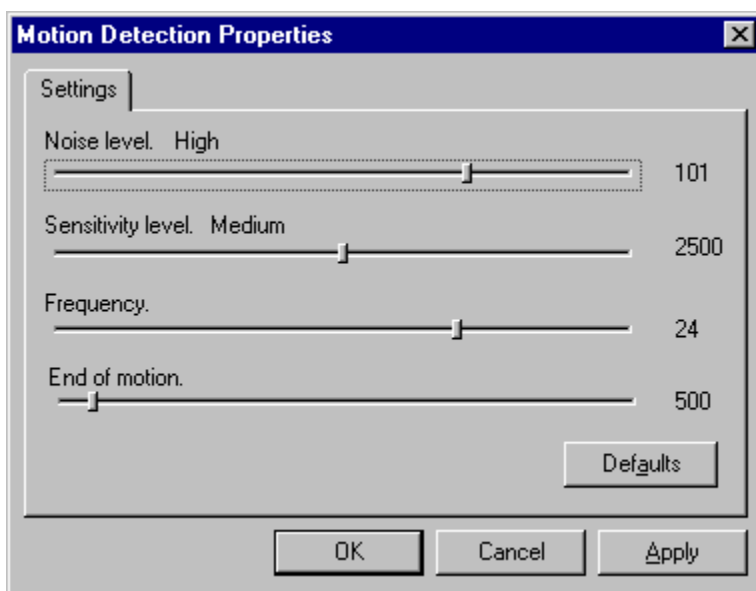 Motion Detection Properties
Settings
Noise level. High
101
Sensitivity level. Medium
2500
Frequency.
24
End of motion.
500
Defaults
OK
Cancel
Apply